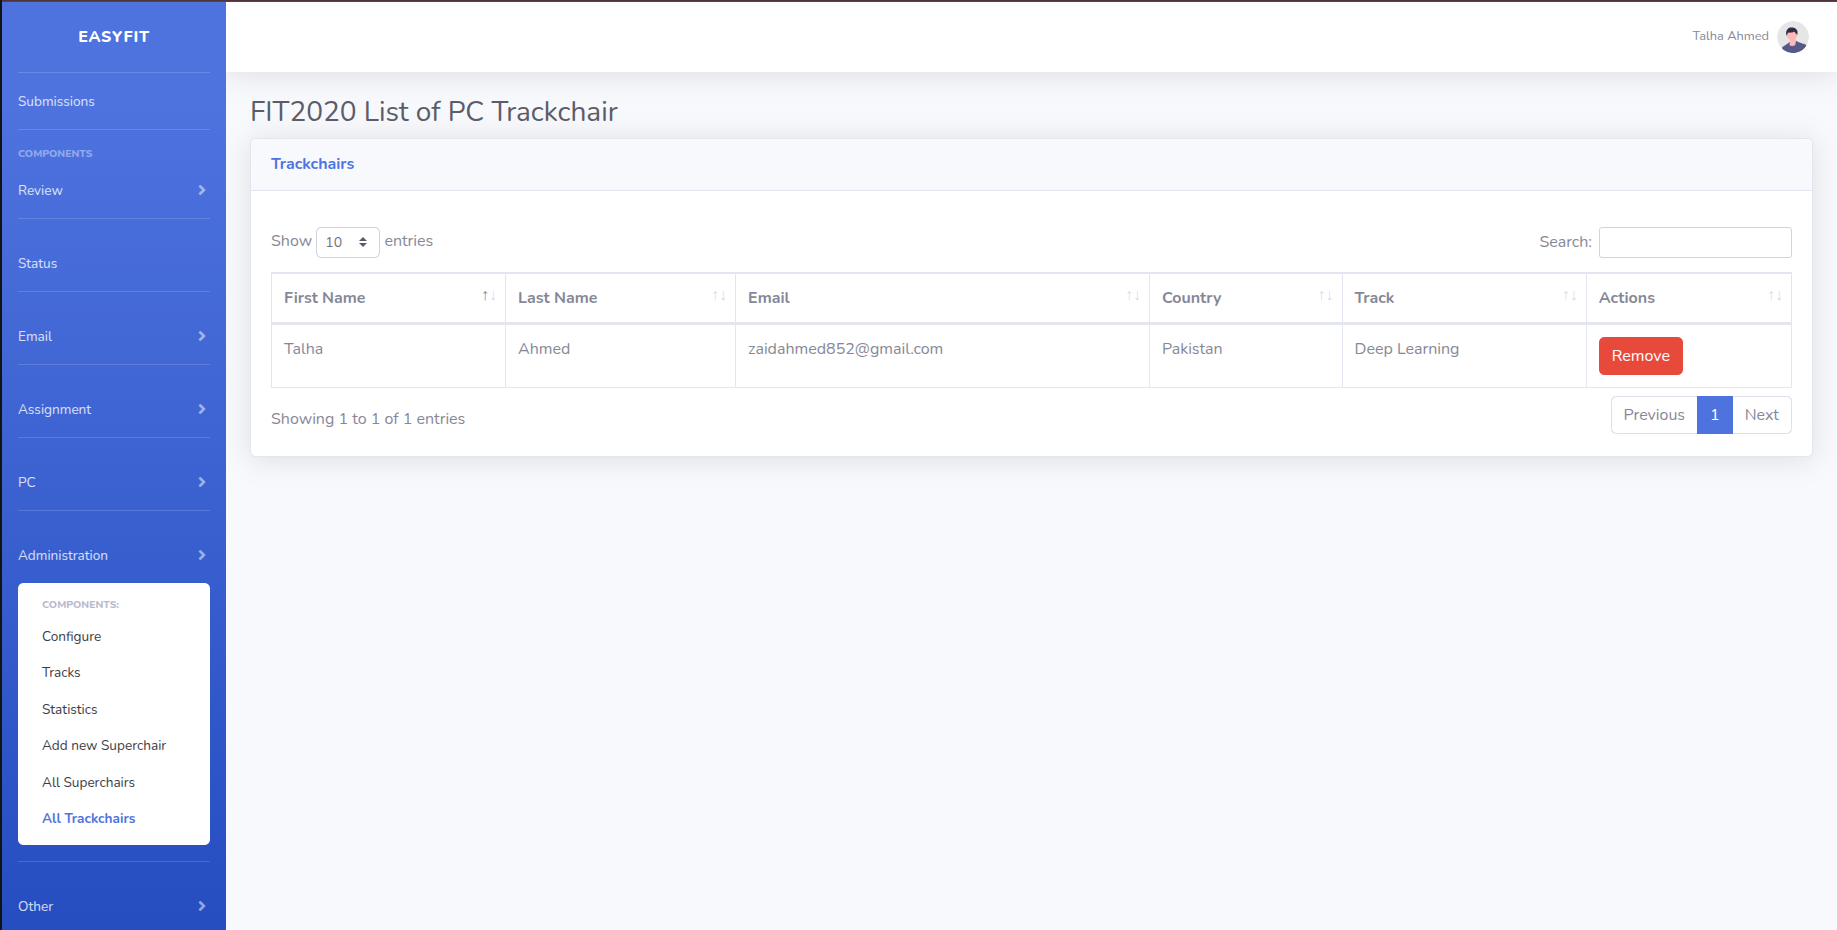 EASYFIT
Talha Ahmed
Submissions
COMPONENTS
Review
Status
Email
Assignment
PC
Administration
COMPONENTS:
Configure
Tracks
Statistics
Add new Superchair
All Superchairs
All Trackchairs
Other
FIT2020 List of PC Trackchair
Trackchairs
Show 10 entries
Search:
First Name Last Name Email Country Track Actions
Talha Ahmed zaidahmed852@gmail.com Pakistan Deep Learning Remove
Showing 1 to 1 of 1 entries
Previous 1 Next